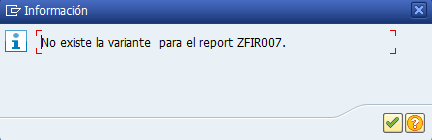 Información
No existe la variante  para el report ZFIR007.